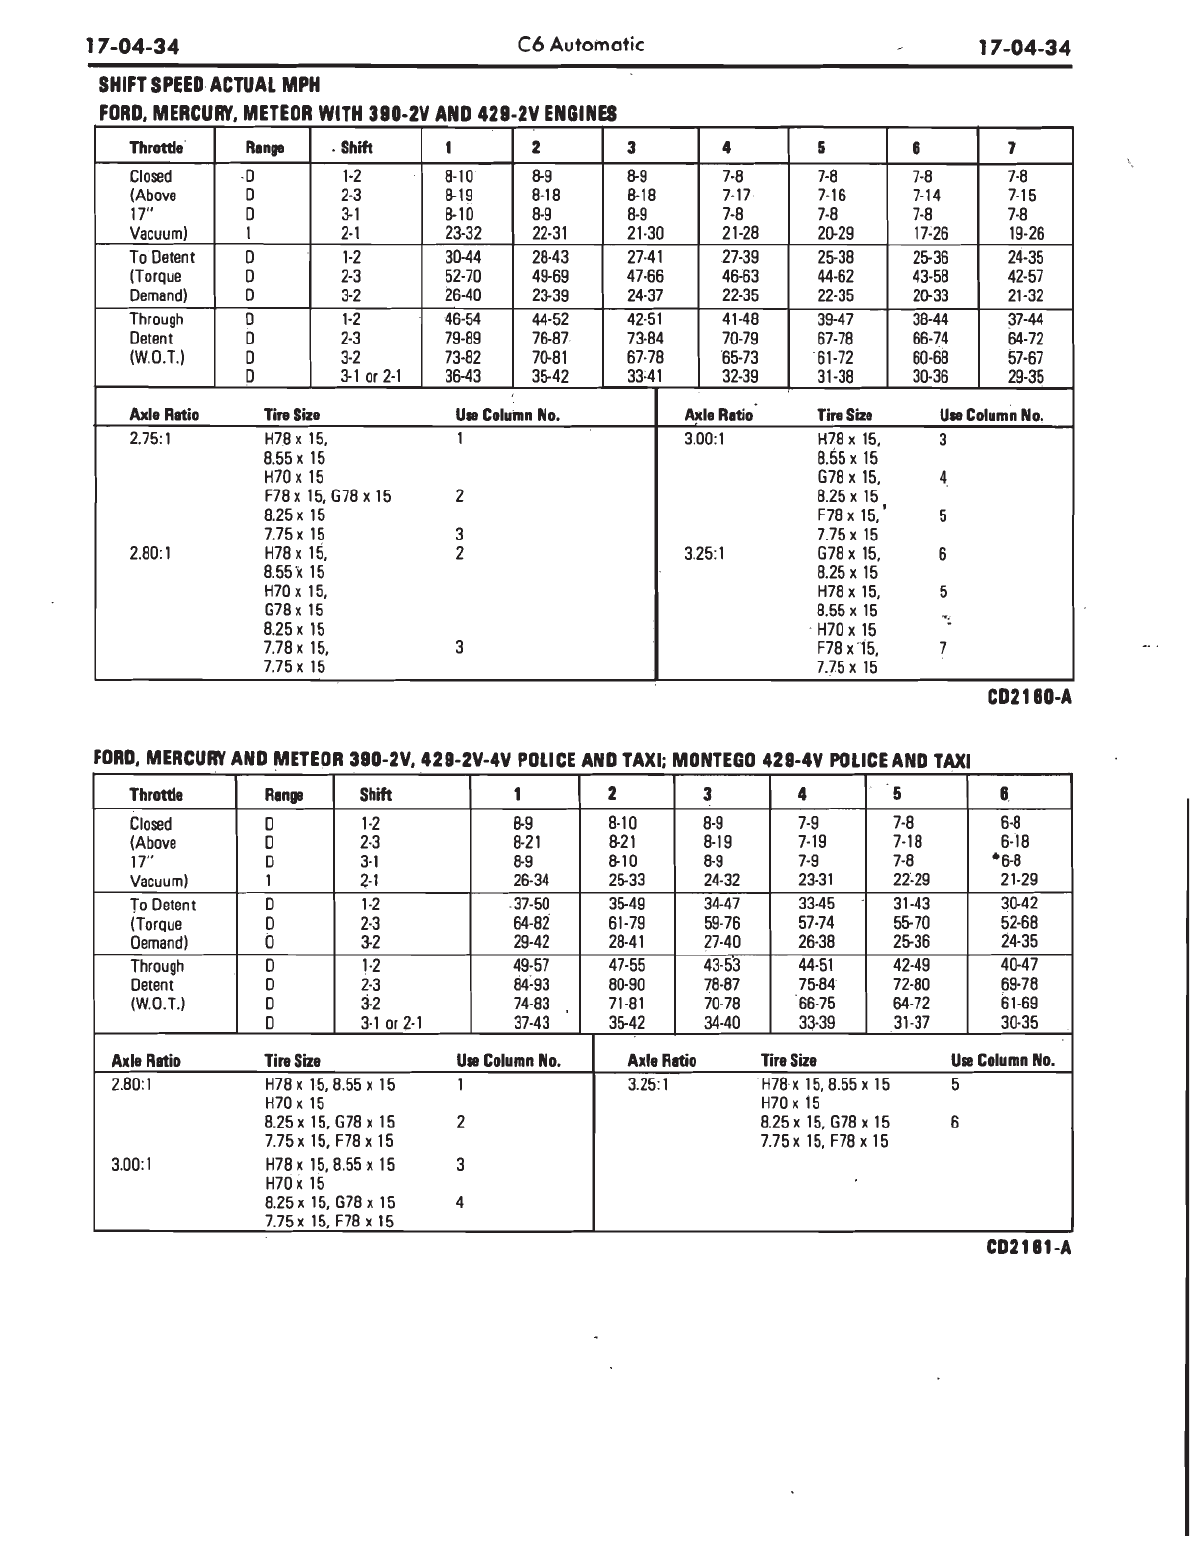 17-04-34 C6 Automatic 17-04-34
SHIFT SPEED ACTUAL MPH
FORD, MERCURY, METEOR WITH 390-2V AND 429-2V ENGINES
Throttle Range Shift 1 2 3 4 5 6 7
Closed D 1-2 8-10 8-9 8-9 7-8 7-8 7-8 7-8
(Above D 2-3 8-19 8-18 8-18 7-17 7-16 7-14 7-15
17" D 3-1 8-10 8-9 8-9 7-8 7-8 7-8 7-8
Vacuum) 1 2-1 23-32 22-31 21-30 21-28 20-29 17-26 19-26
To Detent D 1-2 30-44 28-43 27-41 27-39 25-38 25-36 24-35
(Torque D 2-3 52-70 49-69 47-66 46-63 44-62 43-58 42-57
Demand) D 3-2 26-40 23-39 24-37 22-35 22-35 20-33 21-32
Through D 1-2 46-54 44-52 42-51 41-48 39-47 38-44 37-44
Detent D 2-3 79-89 76-87 73-84 70-79 67-78 66-74 64-72
(W.O.T.) D 3-2 73-82 70-81 67-78 65-73 61-72 60-68 57-67
D 3-1 or 2-1 36-43 35-42 33-41 32-39 31-38 30-36 29-35
Axle Ratio Tire Size Use Column No. Axle Ratio Tire Size Use Column No.
2.75:1 H78 x 15, 1 3.00:1 H78 x 15, 3
8.55 x 15 8.55 x 15
H70 x 15 G78 x 15, 4
F78 x 15, G78 x 15 2 8.25 x 15
8.25 x 15 F78 x 15, 5
7.75 x 15 3 7.75 x 15
2.80:1 H78 x 15, 2 3.25:1 G78 x 15, 6
8.55 x 15 8.25 x 15
H70 x 15, H78 x 15, 5
G78 x 15 8.55 x 15
8.25 x 15 H70 x 15
7.78 x 15, 3 F78 x 15, 7
7.75 x 15 7.75 x 15
CD2160-A
FORD, MERCURY AND METEOR 390-2V, 429-2V-4V POLICE AND TAXI; MONTEGO 429-4V POLICE AND TAXI
Throttle Range Shift 1 2 3 4 5 6
Closed D 1-2 8-9 8-10 8-9 7-9 7-8 6-8
(Above D 2-3 8-21 8-21 8-19 7-19 7-18 6-18
17" D 3-1 8-9 8-10 8-9 7-9 7-8 *6-8
Vacuum) 1 2-1 26-34 25-33 24-32 23-31 22-29 21-29
To Detent D 1-2 37-50 35-49 34-47 33-45 31-43 30-42
(Torque D 2-3 64-82 61-79 59-76 57-74 55-70 52-68
Demand) D 3-2 29-42 28-41 27-40 26-38 25-36 24-35
Through D 1-2 49-57 47-55 43-53 44-51 42-49 40-47
Detent D 2-3 84-93 80-90 78-87 75-84 72-80 69-78
(W.O.T.) D 3-2 74-83 71-81 70-78 66-75 64-72 61-69
D 3-1 or 2-1 37-43 35-42 34-40 33-39 31-37 30-35
Axle Ratio Tire Size Use Column No. Axle Ratio Tire Size Use Column No.
2.80:1 H78 x 15, 8.55 x 15 1 3.25:1 H78 x 15, 8.55 x 15 5
H70 x 15 H70 x 15
8.25 x 15, G78 x 15 2 8.25 x 15, G78 x 15 6
7.75 x 15, F78 x 15 7.75 x 15, F78 x 15
3.00:1 H78 x 15, 8.55 x 15 3
H70 x 15
8.25 x 15, G78 x 15 4
7.75 x 15, F78 x 15
CD2161-A